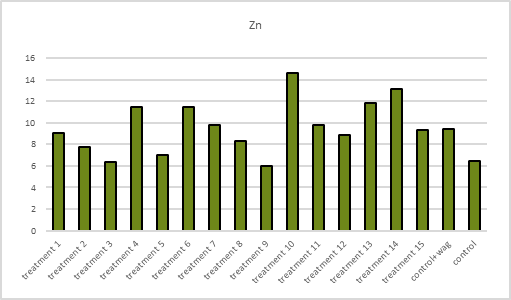 Zn
16
14
12
10
8
6
4
2
0
treatment 1
treatment 2
treatment 3
treatment 4
treatment 5
treatment 6
treatment 7
treatment 8
treatment 9
treatment 10
treatment 11
treatment 12
treatment 13
treatment 14
treatment 15
control+wag
control